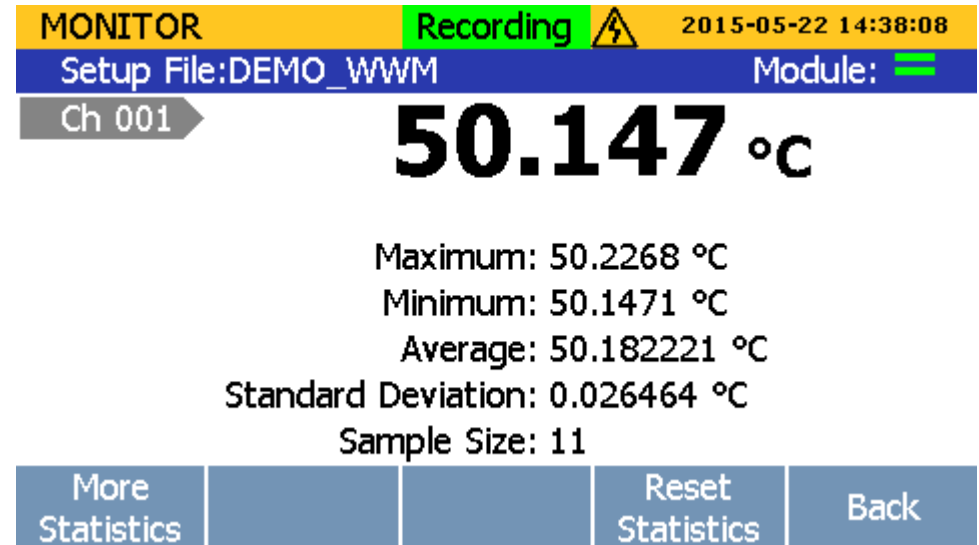 MONITOR Recording 2015-05-22 14:38:08
Setup File:DEMO_WWM Module:
Ch 001
50.147 °C
Maximum: 50.2268 °C
Minimum: 50.1471 °C
Average: 50.182221 °C
Standard Deviation: 0.026464 °C
Sample Size: 11
More Statistics
Reset Statistics
Back